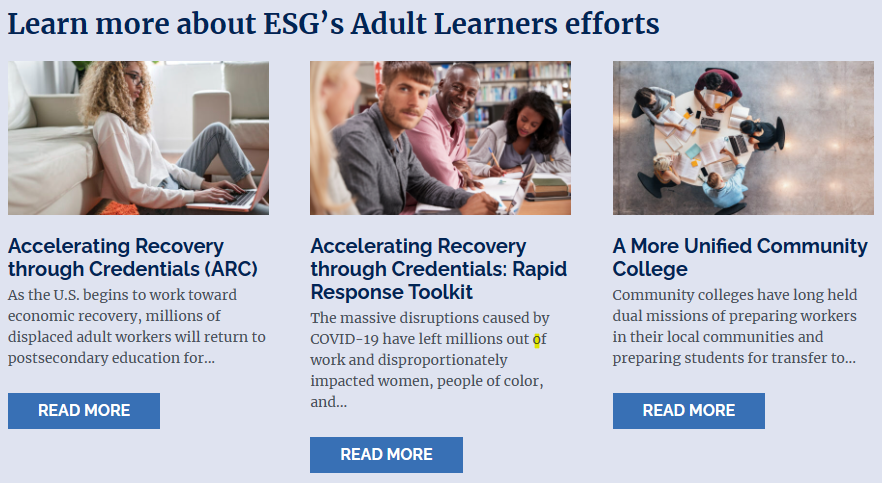 Learn more about ESG’s Adult Learners efforts
Accelerating Recovery
through Credentials (ARC)
As the U.S. begins to work toward
economic recovery, millions of
displaced adult workers will return to
postsecondary education for...
READ MORE
Accelerating Recovery
through Credentials: Rapid
Response Toolkit
The massive disruptions caused by
COVID-19 have left millions out of
work and disproportionately
impacted women, people of color,
and...
READ MORE
A More Unified Community
College
Community colleges have long held
dual missions of preparing workers
in their local communities and
preparing students for transfer to...
READ MORE